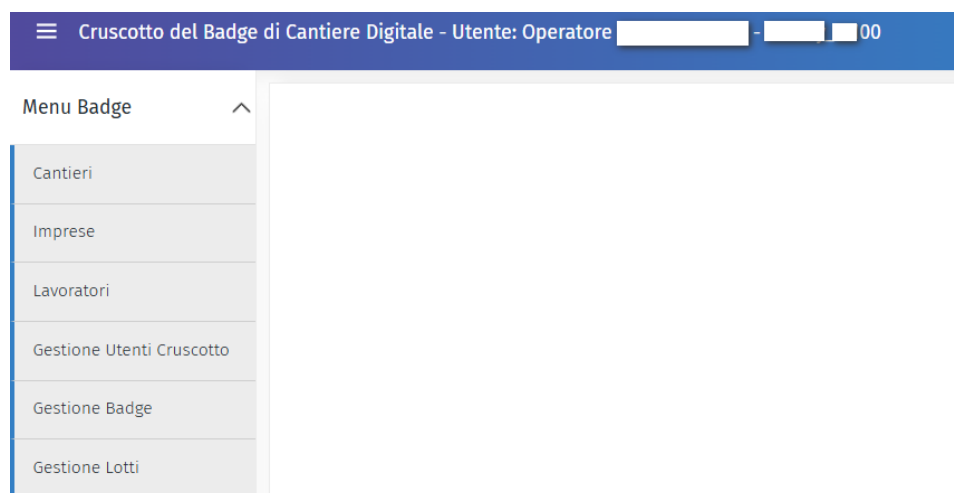 Cruscotto del Badge di Cantiere Digitale - Utente: Operatore - 00
Menu Badge
Cantieri
Imprese
Lavoratori
Gestione Utenti Cruscotto
Gestione Badge
Gestione Lotti